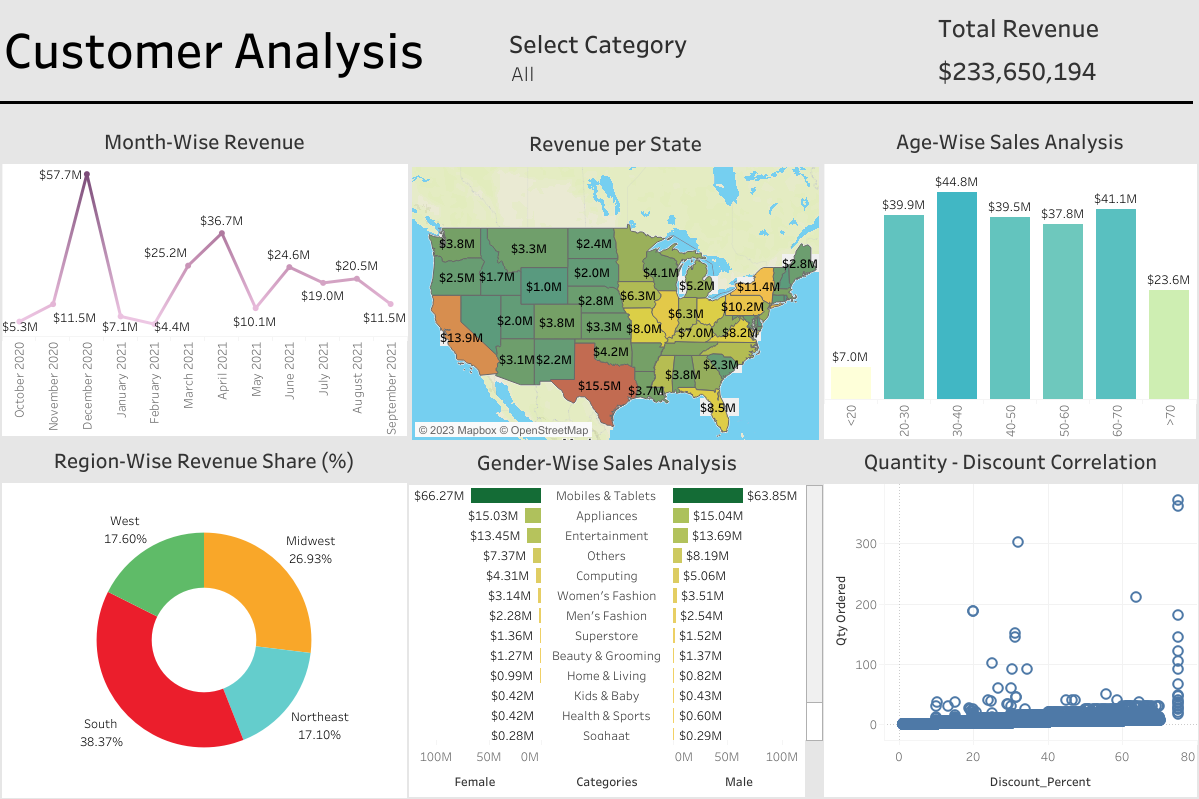 Customer Analysis
Select Category
All
Total Revenue
$233,650,194
Month-Wise Revenue
$57.7M
$36.7M
$25.2M
$24.6M
$20.5M
$19.0M
$5.3M
$11.5M
$7.1M
$4.4M
$10.1M
$11.5M
October 2020
November 2020
December 2020
January 2021
February 2021
March 2021
April 2021
May 2021
June 2021
July 2021
August 2021
September 2021
Revenue per State
$3.8M
$3.3M
$2.4M
$2.8M
$2.5M
$1.7M
$2.0M
$4.1M
$5.2M
$11.4M
$1.0M
$2.8M
$6.3M
$10.2M
$13.9M
$2.0M
$3.8M
$3.3M
$8.0M
$6.3M
$7.0M
$8.2M
$3.1M
$2.2M
$4.2M
$2.3M
$3.8M
$15.5M
$3.7M
$8.5M
© 2023 Mapbox © OpenStreetMap
Age-Wise Sales Analysis
$7.0M
$39.9M
$44.8M
$39.5M
$37.8M
$41.1M
$23.6M
<20
20-30
30-40
40-50
50-60
60-70
>70
Region-Wise Revenue Share (%)
West
17.60%
Midwest
26.93%
South
38.37%
Northeast
17.10%
Gender-Wise Sales Analysis
$66.27M Mobiles & Tablets $63.85M
$15.03M Appliances $15.04M
$13.45M Entertainment $13.69M
$7.37M Others $8.19M
$4.31M Computing $5.06M
$3.14M Women's Fashion $3.51M
$2.28M Men's Fashion $2.54M
$1.36M Superstore $1.52M
$1.27M Beauty & Grooming $1.37M
$0.99M Home & Living $0.82M
$0.42M Kids & Baby $0.43M
$0.42M Health & Sports $0.60M
$0.28M Soghaat $0.29M
100M 50M 0M 0M 50M 100M
Female Categories Male
Quantity - Discount Correlation
Qty Ordered
300
200
100
0
0 20 40 60 80
Discount_Percent